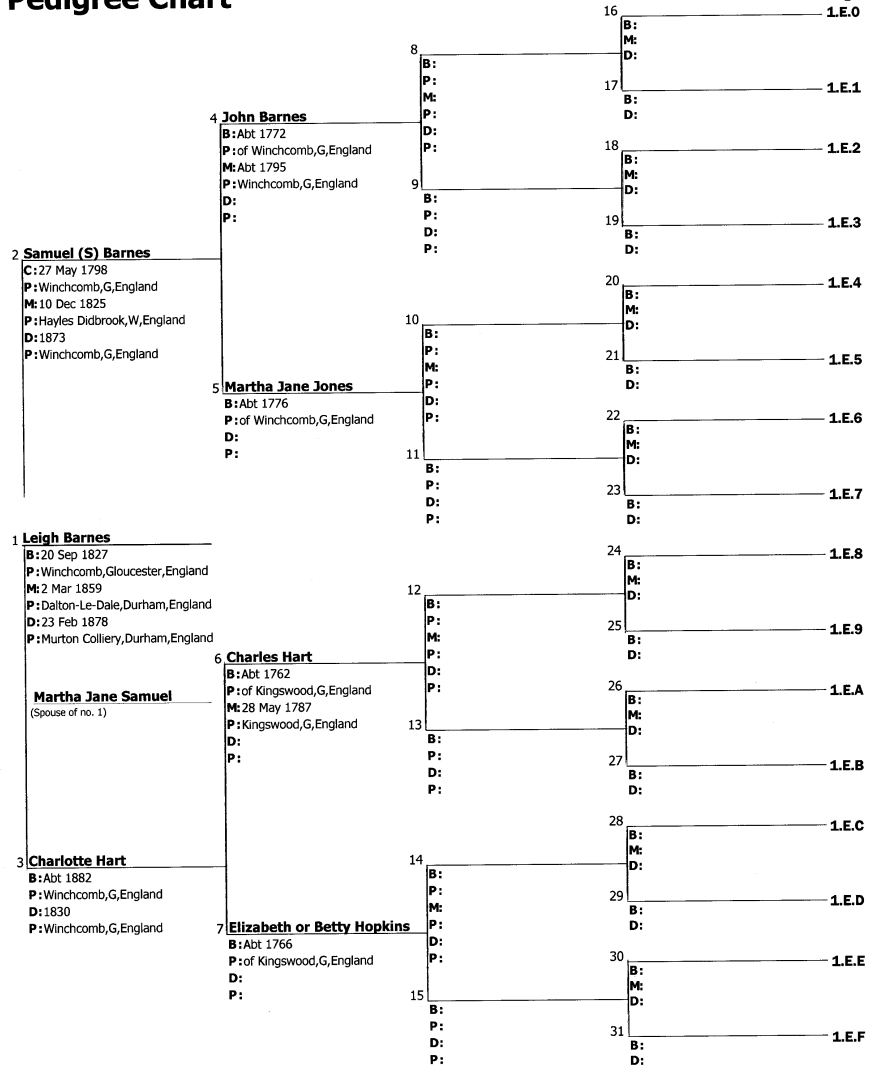 Pedigree Chart
16
1.E.0
B:
M:
D:
8
B:
P:
M:
P:
D:
P:
17
1.E.1
B:
D:
4 John Barnes
B:Abt 1772
P:of Winchcomb,G,England
M:Abt 1795
P:Winchcomb,G,England
D:
P:
18
1.E.2
B:
M:
D:
9
B:
P:
D:
P:
19
1.E.3
B:
D:
2 Samuel (S) Barnes
C:27 May 1798
P:Winchcomb,G,England
M:10 Dec 1825
P:Hayles Didbrook,W,England
D:1873
P:Winchcomb,G,England
20
1.E.4
B:
M:
D:
10
B:
P:
M:
P:
D:
P:
21
1.E.5
B:
D:
5 Martha Jane Jones
B:Abt 1776
P:of Winchcomb,G,England
D:
P:
22
1.E.6
B:
M:
D:
11
B:
P:
D:
P:
23
1.E.7
B:
D:
1 Leigh Barnes
B:20 Sep 1827
P:Winchcomb,Gloucester,England
M:2 Mar 1859
P:Dalton-Le-Dale,Durham,England
D:23 Feb 1878
P:Murton Colliery,Durham,England
Martha Jane Samuel
(Spouse of no. 1)
24
1.E.8
B:
M:
D:
12
B:
P:
M:
P:
D:
P:
25
1.E.9
B:
D:
6 Charles Hart
B:Abt 1762
P:of Kingswood,G,England
M:28 May 1787
P:Kingswood,G,England
D:
P:
26
1.E.A
B:
M:
D:
13
B:
P:
D:
P:
27
1.E.B
B:
D:
3 Charlotte Hart
B:Abt 1882
P:Winchcomb,G,England
D:1830
P:Winchcomb,G,England
28
1.E.C
B:
M:
D:
14
B:
P:
M:
P:
D:
P:
29
1.E.D
B:
D:
7 Elizabeth or Betty Hopkins
B:Abt 1766
P:of Kingswood,G,England
D:
P:
30
1.E.E
B:
M:
D:
15
B:
P:
D:
P:
31
1.E.F
B:
D: